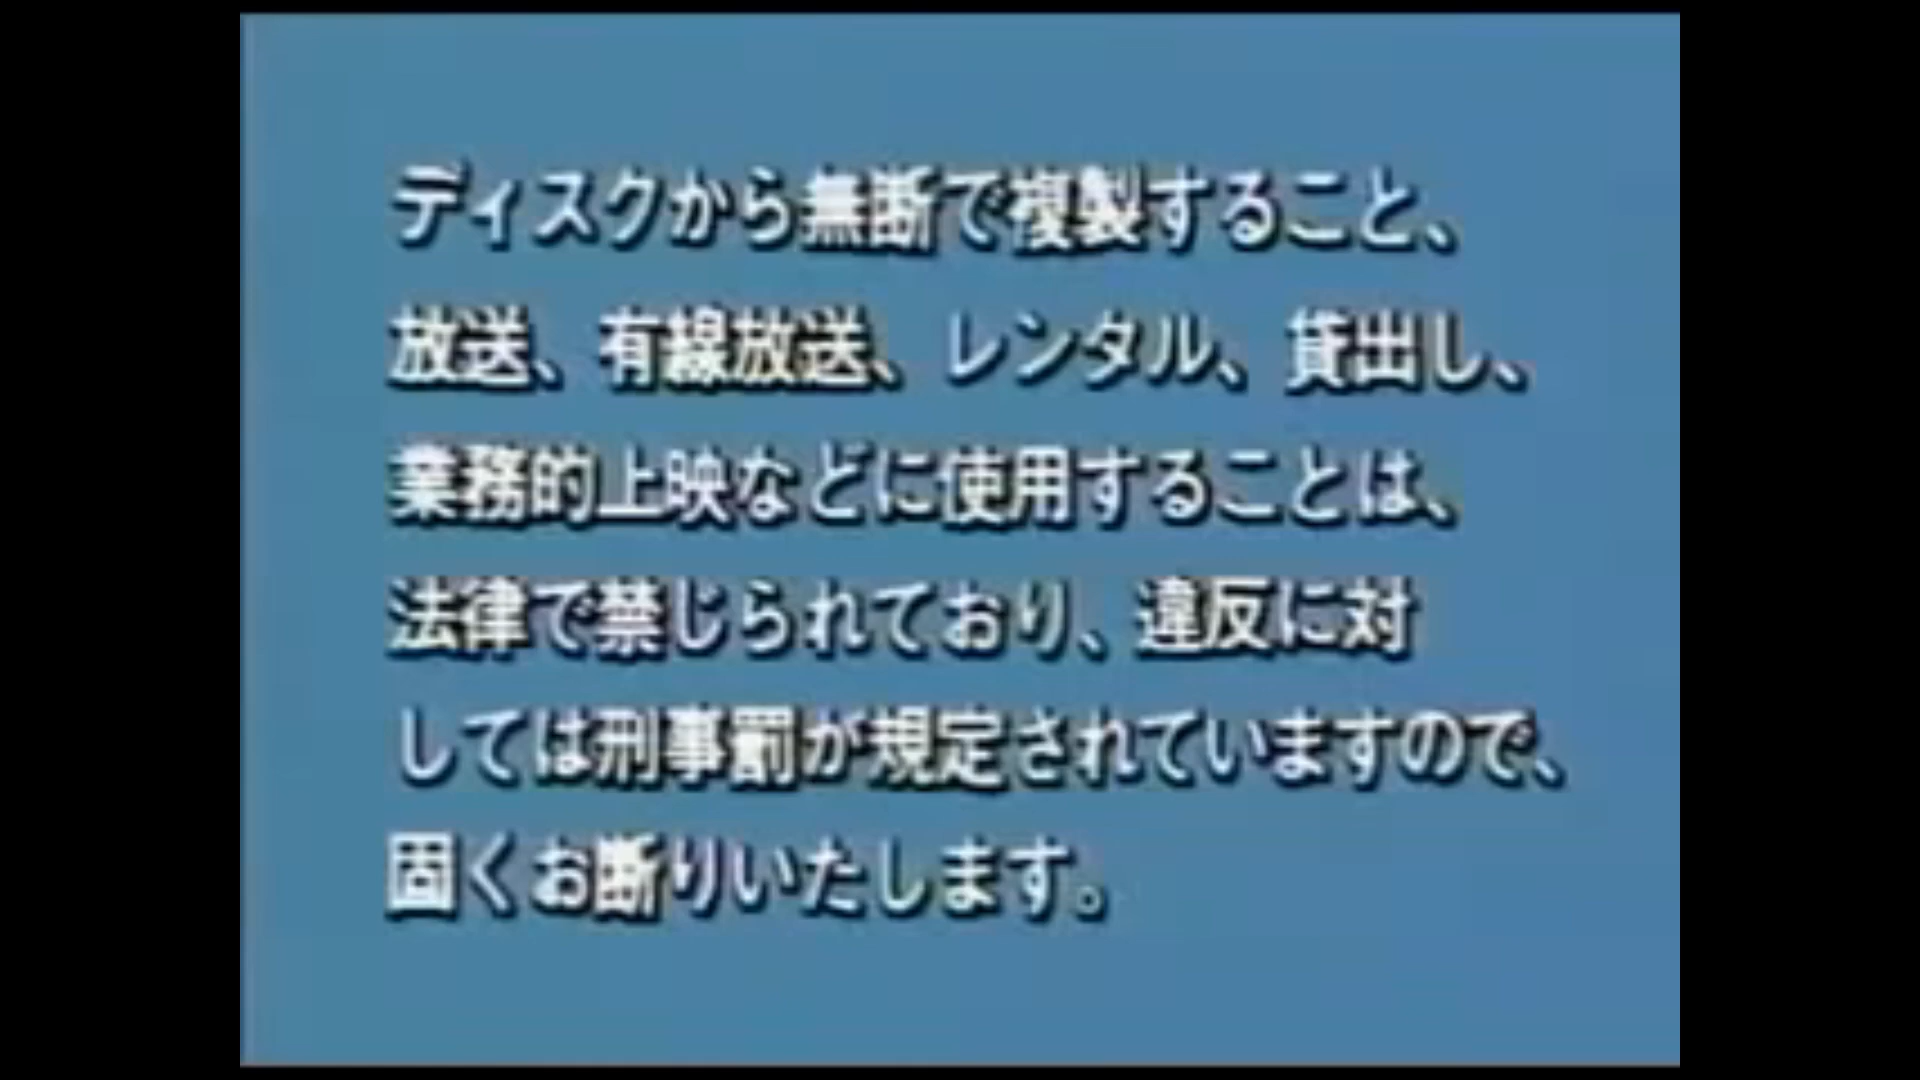 ディスクから無断で複製すること、
放送、有線放送、レンタル、貸出し、
業務的上映などに使用することは、
法律で禁じられており、違反に対
しては刑事罰が規定されていますので、
固くお断りいたします。